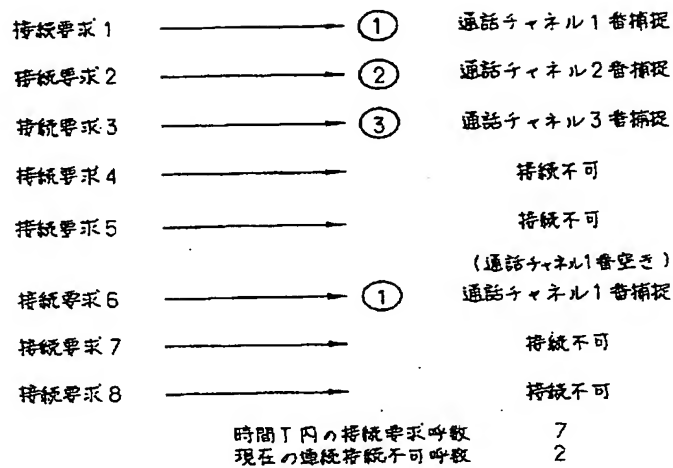 接続要求1 ① 通話チャネル1番捕捉
接続要求2 ② 通話チャネル2番捕捉
接続要求3 ③ 通話チャネル3番捕捉
接続要求4 接続不可
接続要求5 接続不可
(通話チャネル1番空き)
接続要求6 ① 通話チャネル1番捕捉
接続要求7 接続不可
接続要求8 接続不可
時間T内の接続要求呼数 7
現在の連続接続不可呼数 2